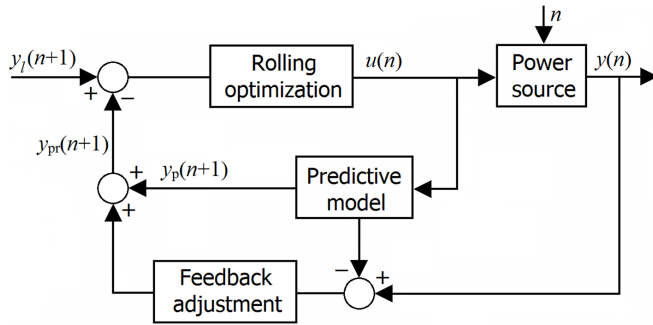 n
y_l(n+1)
+
−
Rolling
optimization
u(n)
Power
source
y(n)
y_pr(n+1)
+
+
y_p(n+1)
Predictive
model
Feedback
adjustment
−
+